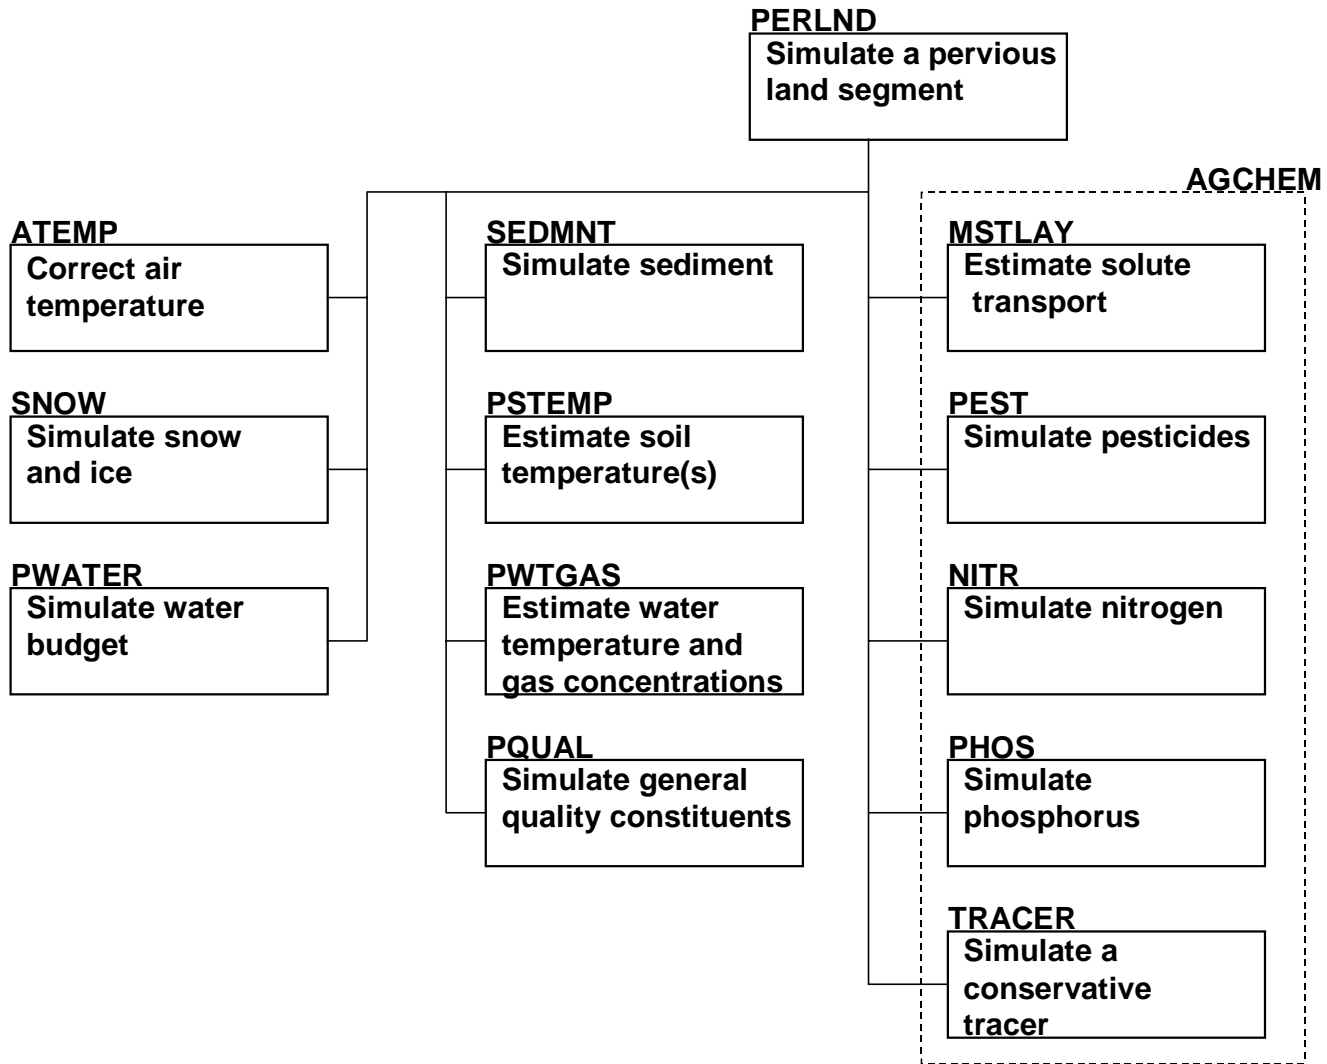 PERLND
Simulate a pervious
land segment
AGCHEM
ATEMP
Correct air
temperature
SNOW
Simulate snow
and ice
PWATER
Simulate water
budget
SEDMNT
Simulate sediment
PSTEMP
Estimate soil
temperature(s)
PWTGAS
Estimate water
temperature and
gas concentrations
PQUAL
Simulate general
quality constituents
MSTLAY
Estimate solute
transport
PEST
Simulate pesticides
NITR
Simulate nitrogen
PHOS
Simulate
phosphorus
TRACER
Simulate a
conservative
tracer